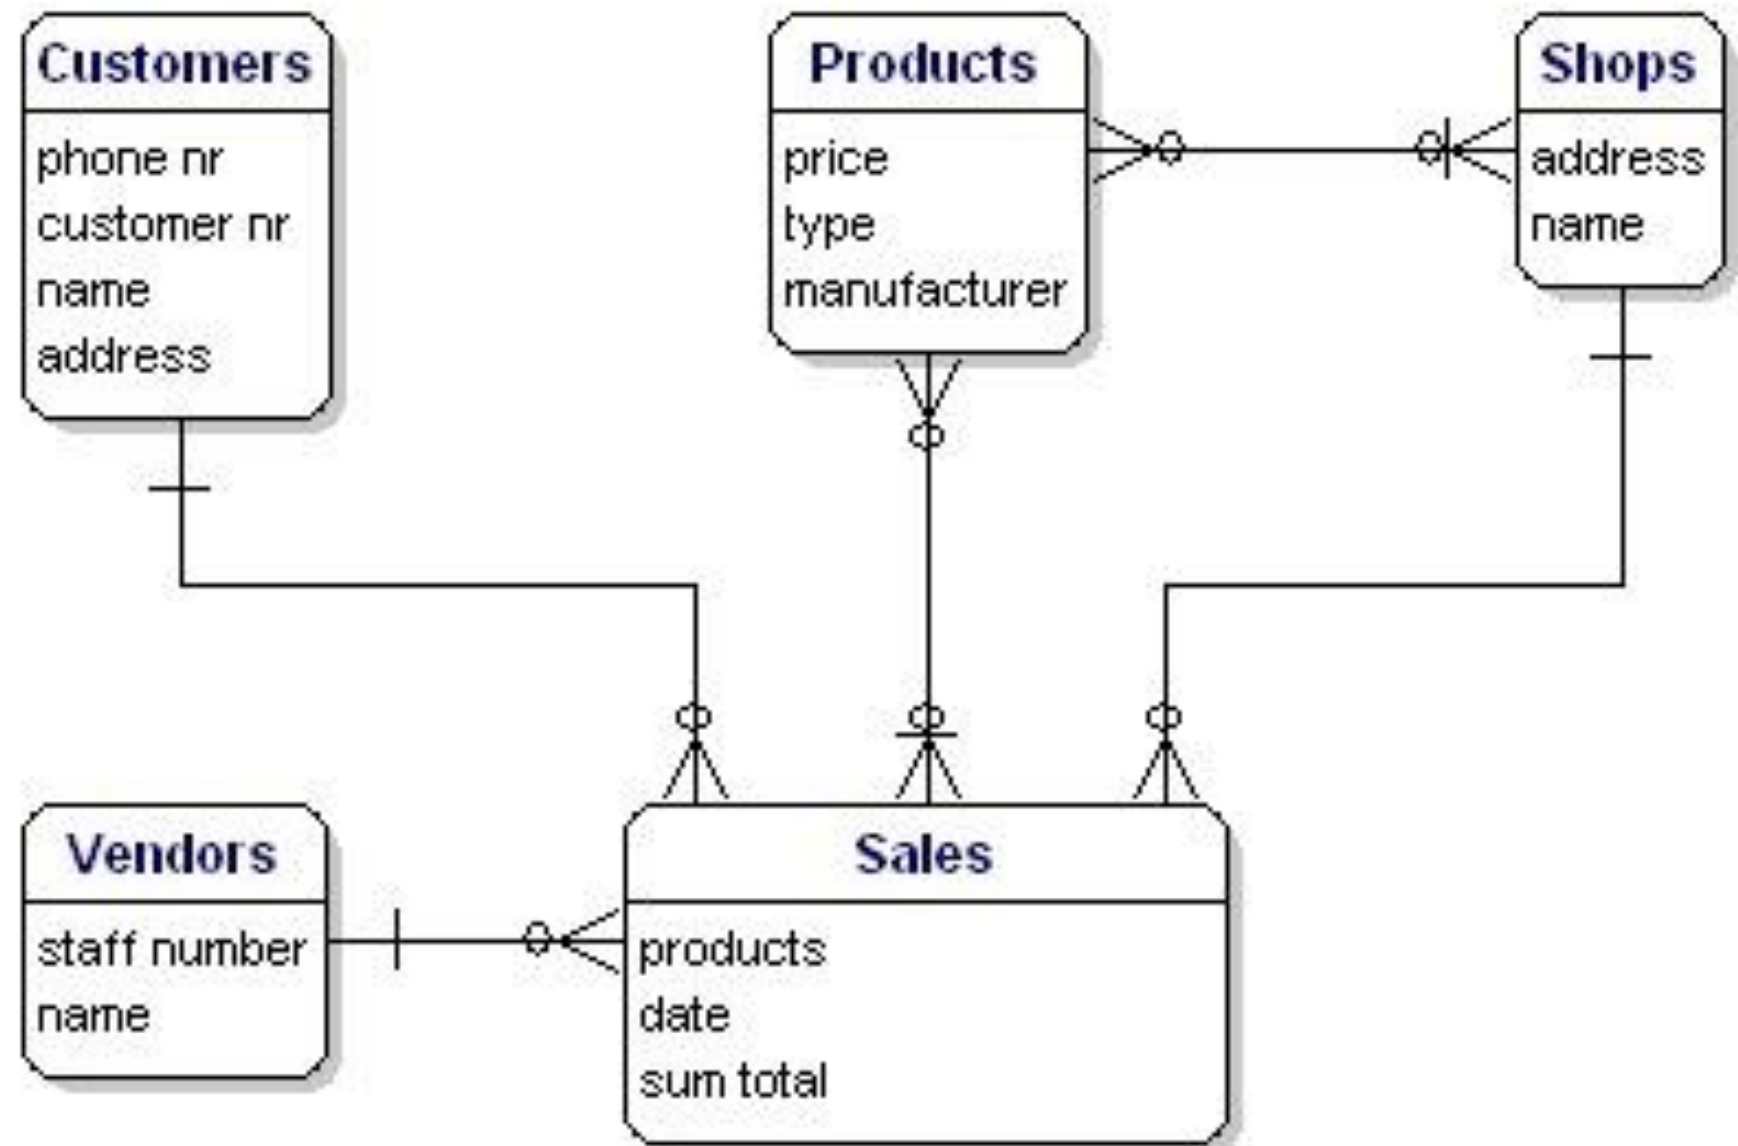 Customers
phone nr
customer nr
name
address
Products
price
type
manufacturer
Shops
address
name
Vendors
staff number
name
Sales
products
date
sum total